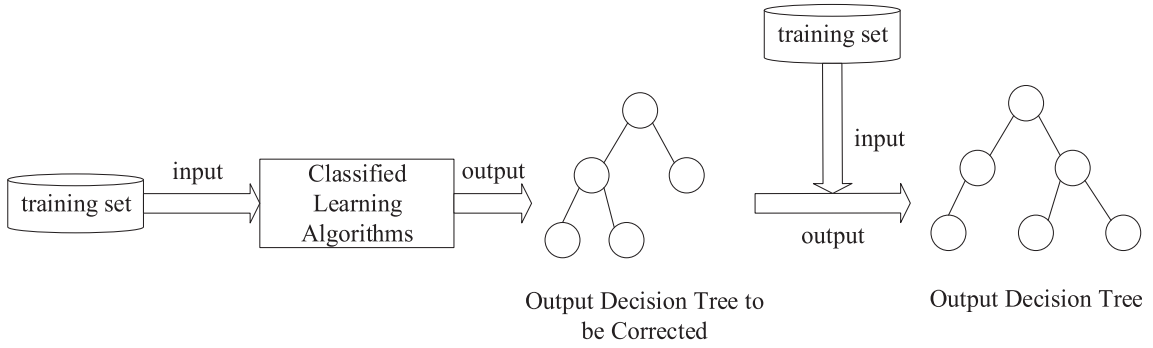 training set
input
Classified
Learning
Algorithms
output
Output Decision Tree to
be Corrected
training set
input
output
Output Decision Tree